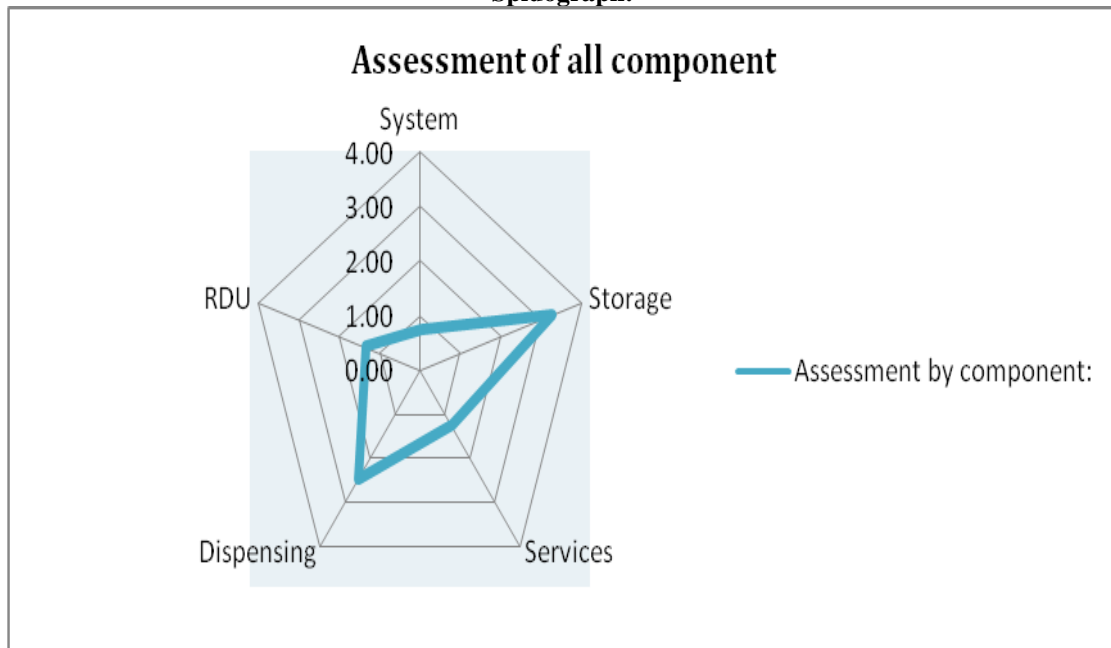 Spidograph:
Assessment of all component
System
4.00
3.00
2.00
1.00
0.00
RDU
Storage
Assessment by component:
Dispensing
Services